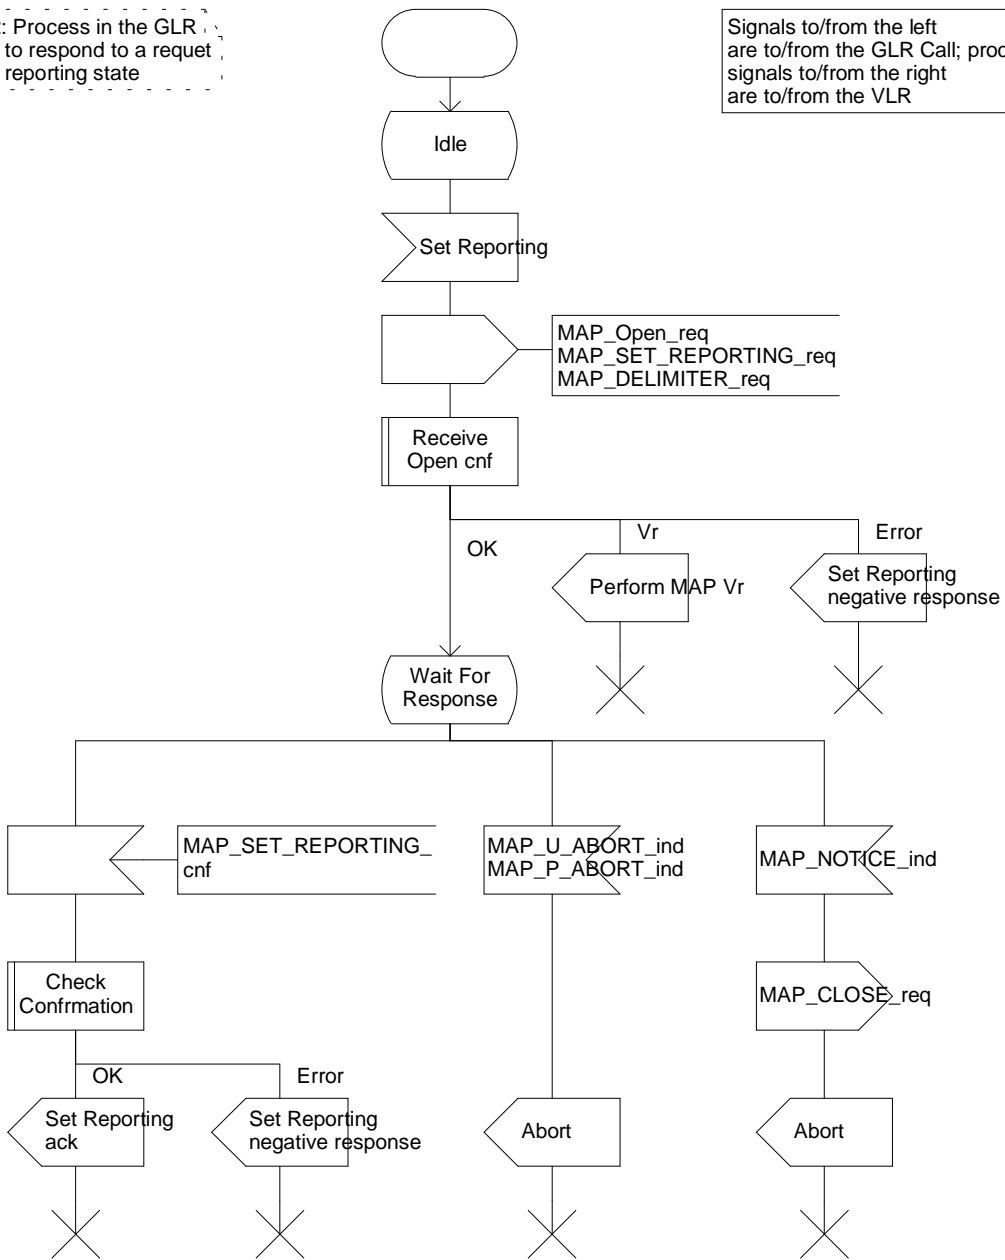 : Process in the GLR
to respond to a requet
reporting state
Signals to/from the left
are to/from the GLR Call;
signals to/from the right
are to/from the VLR
Idle
Set Reporting
MAP_Open_req
MAP_SET_REPORTING_req
MAP_DELIMITER_req
Receive
Open cnf
OK
Vr
Error
Perform MAP Vr
Set Reporting
negative response
Wait For
Response
MAP_SET_REPORTING_
cnf
MAP_U_ABORT_ind
MAP_P_ABORT_ind
MAP_NOTICE_ind
Check
Confrmation
MAP_CLOSE_req
OK
Error
Set Reporting
ack
Set Reporting
negative response
Abort
Abort